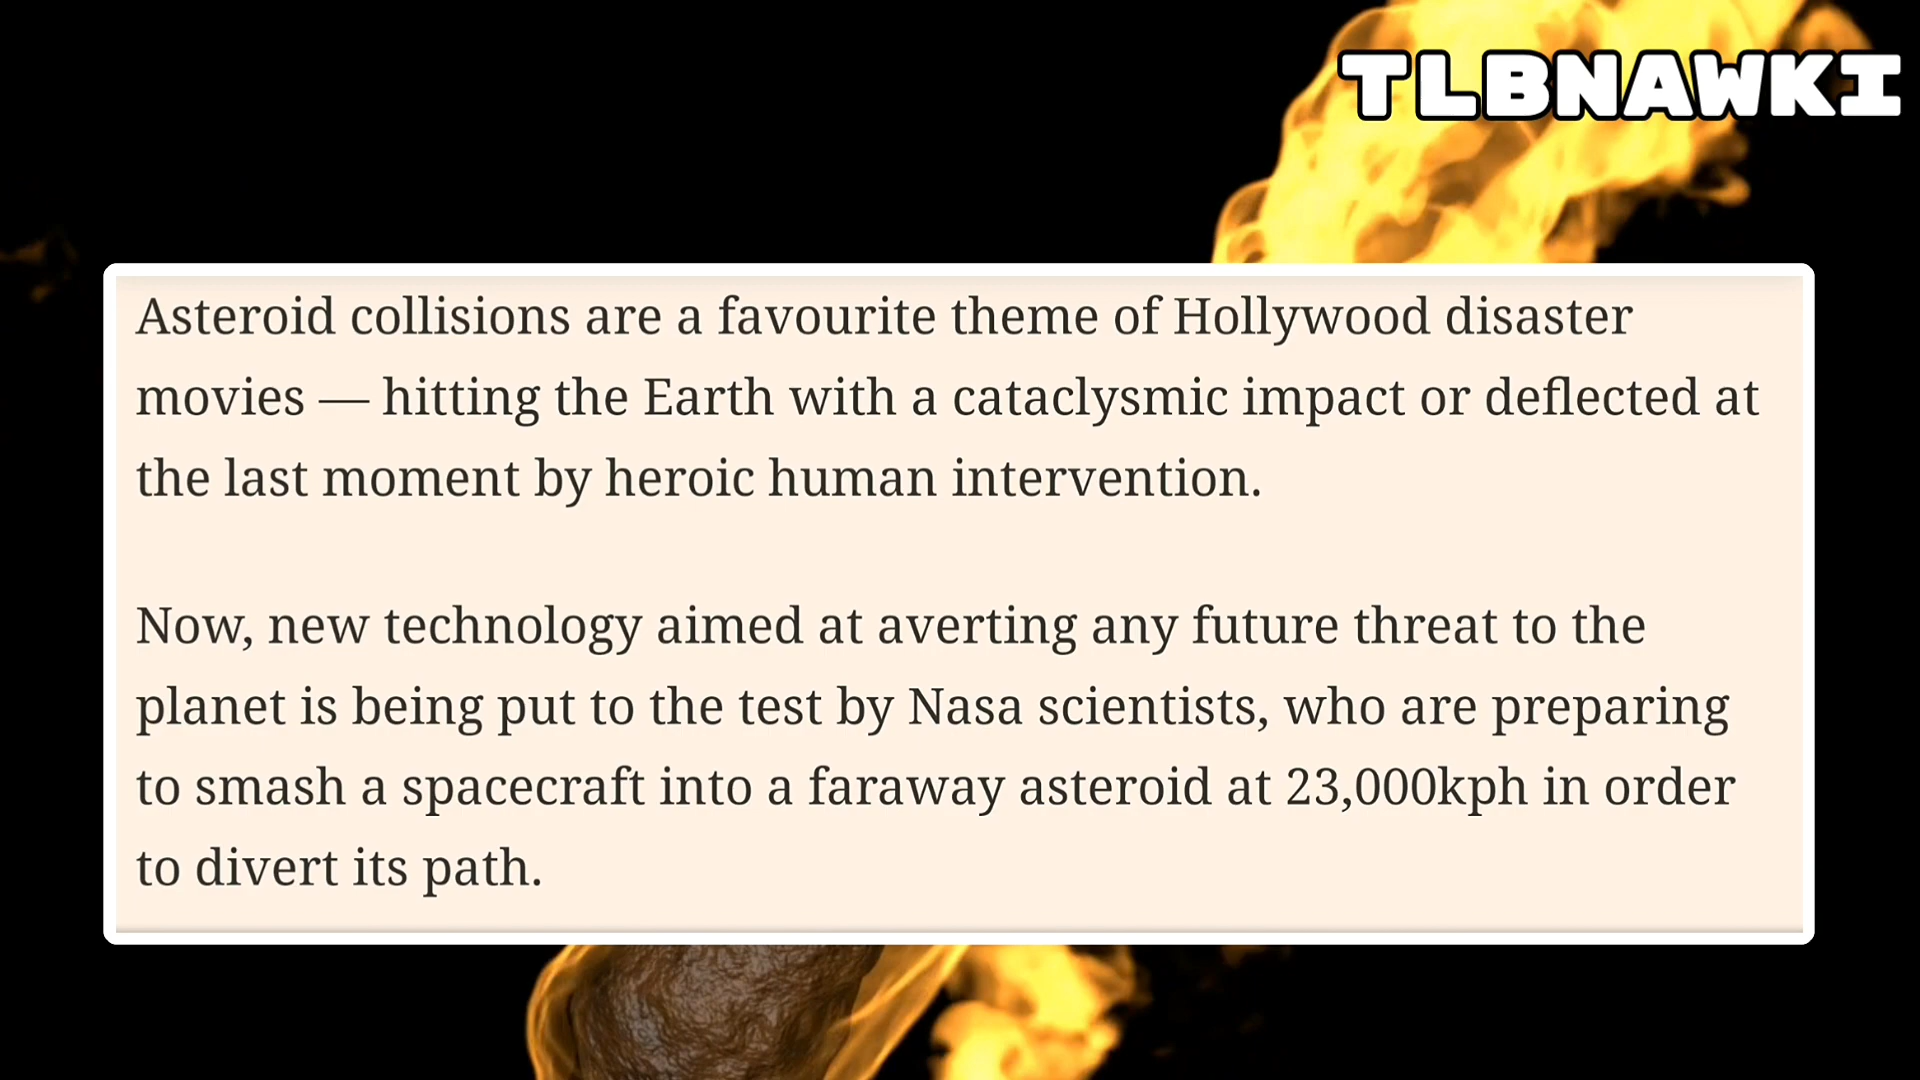 TLBNAWKI
Asteroid collisions are a favourite theme of Hollywood disaster
movies — hitting the Earth with a cataclysmic impact or deflected at
the last moment by heroic human intervention.
Now, new technology aimed at averting any future threat to the
planet is being put to the test by Nasa scientists, who are preparing
to smash a spacecraft into a faraway asteroid at 23,000kph in order
to divert its path.